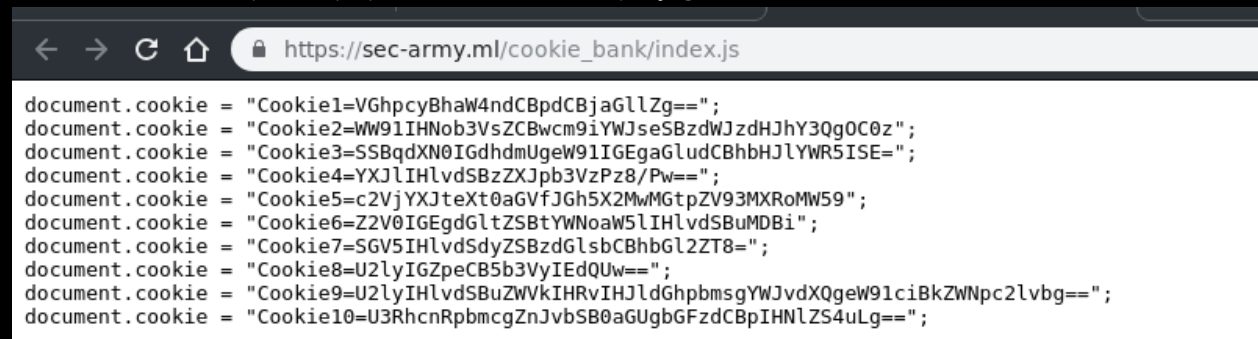 https://sec-army.ml/cookie_bank/index.js
document.cookie = "Cookie1=VGhpcyBhaW4ndCBpdCBjaGllZg==";
document.cookie = "Cookie2=WW91IHNob3VsZCBwcm9iYWJseSBzdWJzdHJhY3QgOC0z";
document.cookie = "Cookie3=SSBqdXN0IGdhdmUgeW91IGEgaGludCBhbHJlYWR5ISE=";
document.cookie = "Cookie4=YXJlIHlvdSBzZXJpb3VzPz8/Pw==";
document.cookie = "Cookie5=c2VjYXJteXt0aGVfJGh5X2MwMGtpZV93MXRoMW59";
document.cookie = "Cookie6=Z2V0IGEgdGltZSBtYWNoaW5lIHlvdSBuMDBi";
document.cookie = "Cookie7=SGV5IHlvdSdyZSBzdGlsbCBhbGl2ZT8=";
document.cookie = "Cookie8=U2lyIGZpeCB5b3VyIEdQUw==";
document.cookie = "Cookie9=U2lyIHlvdSBuZWVkIHRvIHJldGhpbmsgYWJvdXQgeW91ciBkZWNpc2lvbg==";
document.cookie = "Cookie10=U3RhcnRpbmcgZnJvbSB0aGUgbGFzdCBpIHNlZS4uLg==";